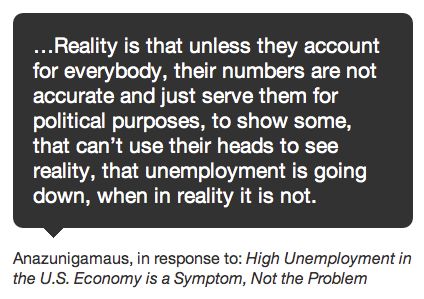 …Reality is that unless they account
for everybody, their numbers are not
accurate and just serve them for
political purposes, to show some,
that can’t use their heads to see
reality, that unemployment is going
down, when in reality it is not.
Anazunigamaus, in response to: High Unemployment in
the U.S. Economy is a Symptom, Not the Problem